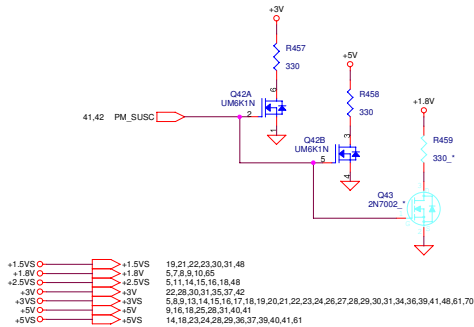 +3V
R457
330
+5V
Q42A
UM6K1N
6
2
1
41,42 PM_SUSC
R458
330
+1.8V
Q42B
UM6K1N
3
5
4
R459
330_*
Q43
2N7002_*
+1.5VS +1.5VS 19,21,22,23,30,31,48
+1.8V +1.8V 5,7,8,9,10,65
+2.5VS +2.5VS 5,11,14,15,16,18,48
+3V +3V 22,28,30,31,35,37,42
+3VS +3VS 5,8,9,13,14,15,16,17,18,19,20,21,22,23,24,26,27,28,29,30,31,34,36,39,41,48,61,70
+5V +5V 9,16,18,25,28,31,40,41
+5VS +5VS 14,18,23,24,28,29,36,37,39,40,41,61